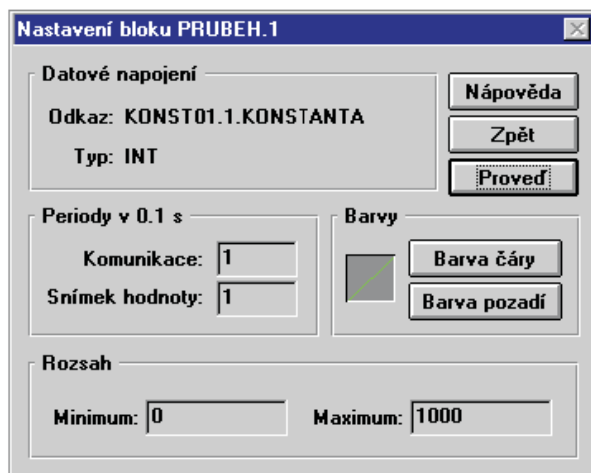 Nastavení bloku PRUBEH.1
Datové napojení
Odkaz: KONST01.1.KONSTANTA
Typ: INT
Nápověda
Zpět
Proveď
Periody v 0.1 s
Komunikace: 1
Snímek hodnoty: 1
Barvy
Barva čáry
Barva pozadí
Rozsah
Minimum: 0 Maximum: 1000